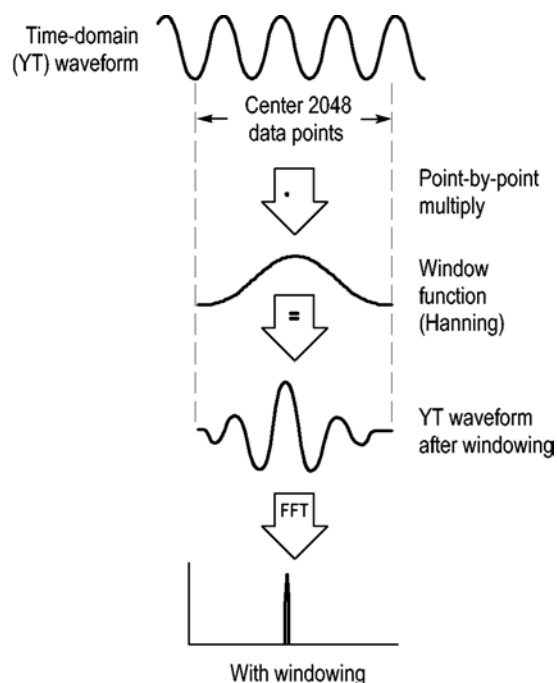 Time-domain
(YT) waveform
Center 2048
data points
Point-by-point
multiply
Window
function
(Hanning)
=
YT waveform
after windowing
FFT
With windowing